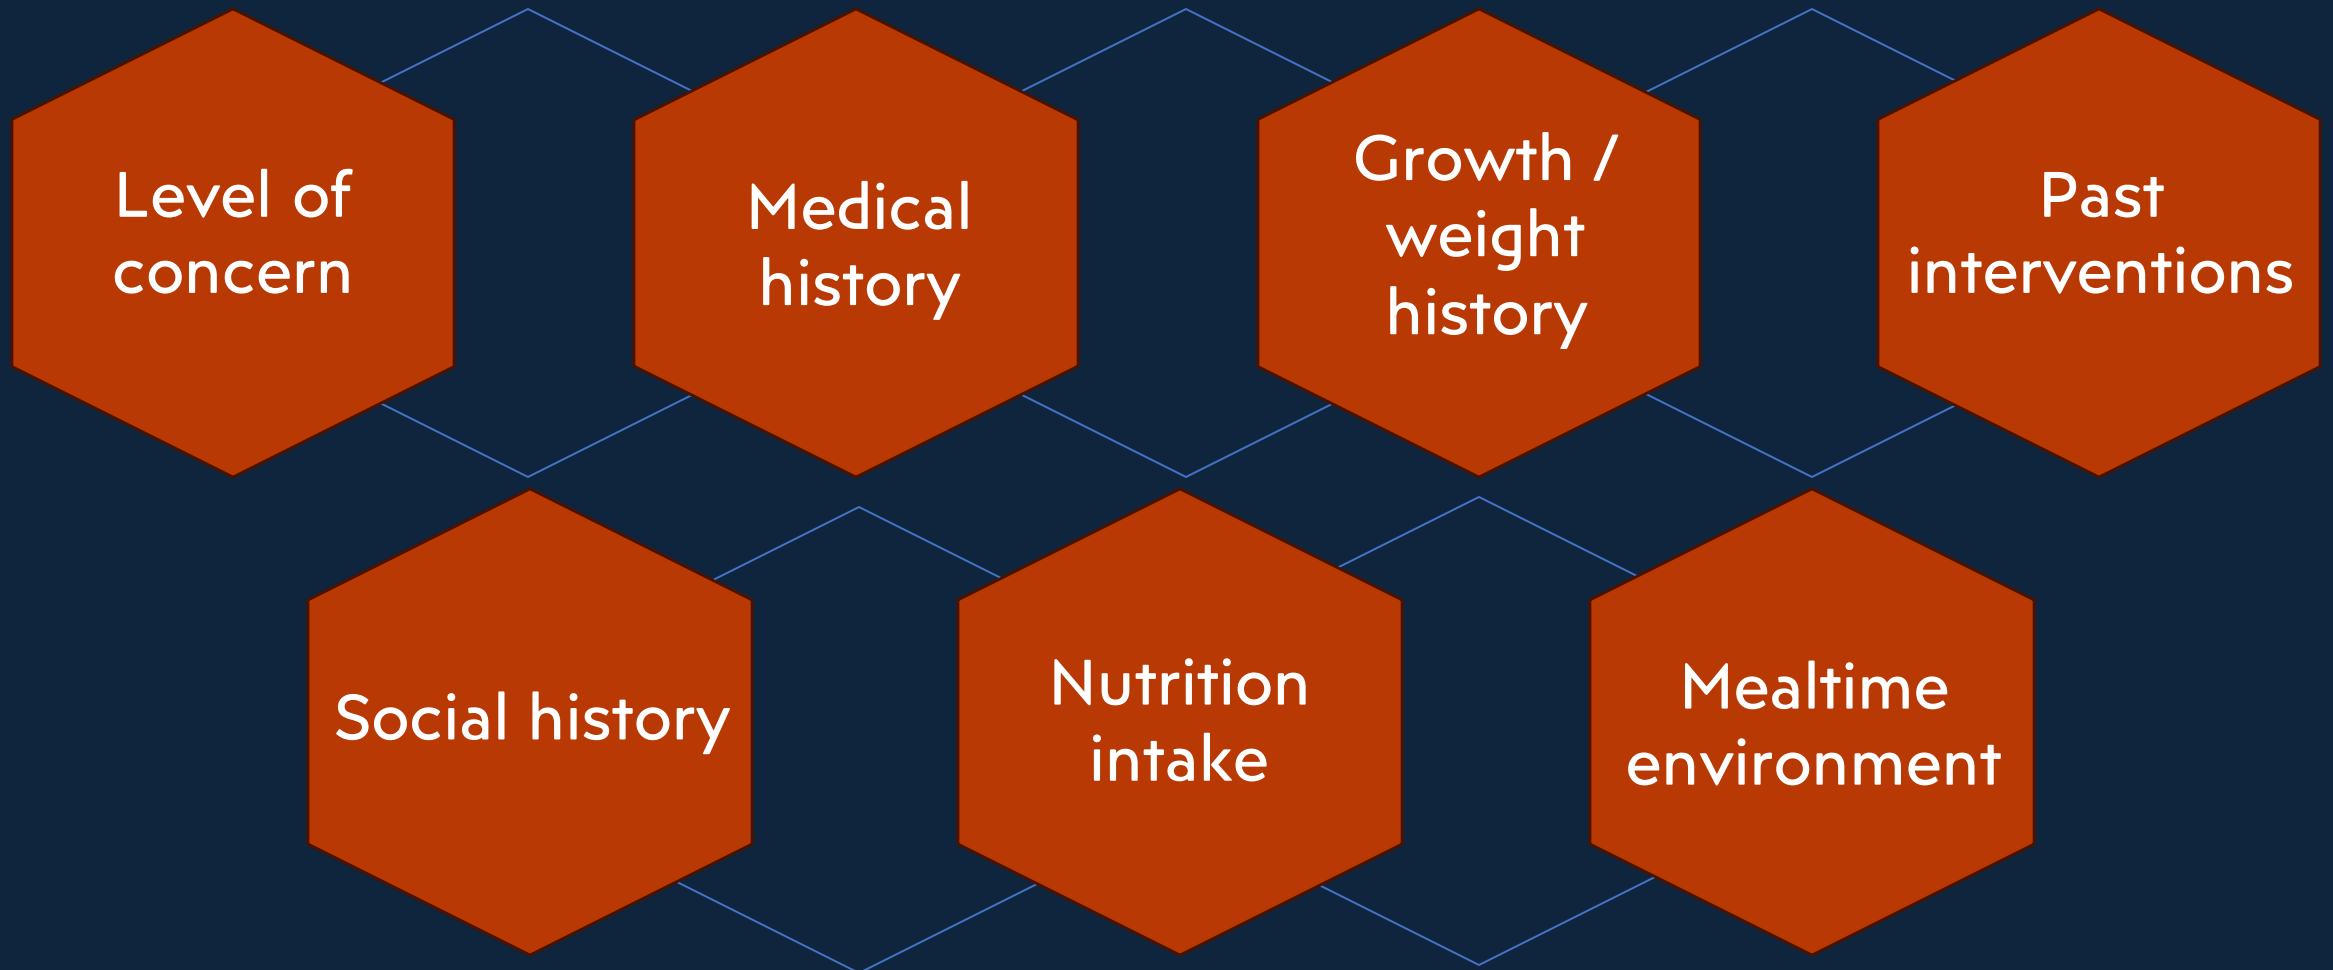 Level of
concern
Medical
history
Growth /
weight
history
Past
interventions
Social history
Nutrition
intake
Mealtime
environment